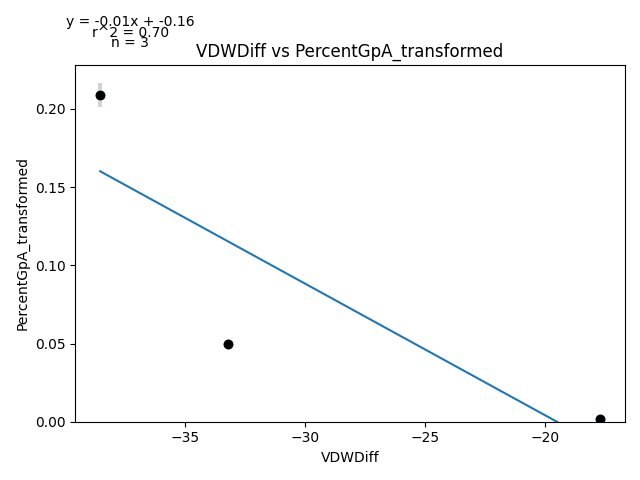 y = -0.01x + -0.16
r^2 = 0.70
n = 3
VDWDiff vs PercentGpA_transformed
0.20
0.15
0.10
0.05
0.00
PercentGpA_transformed
−35
−30
−25
−20
VDWDiff